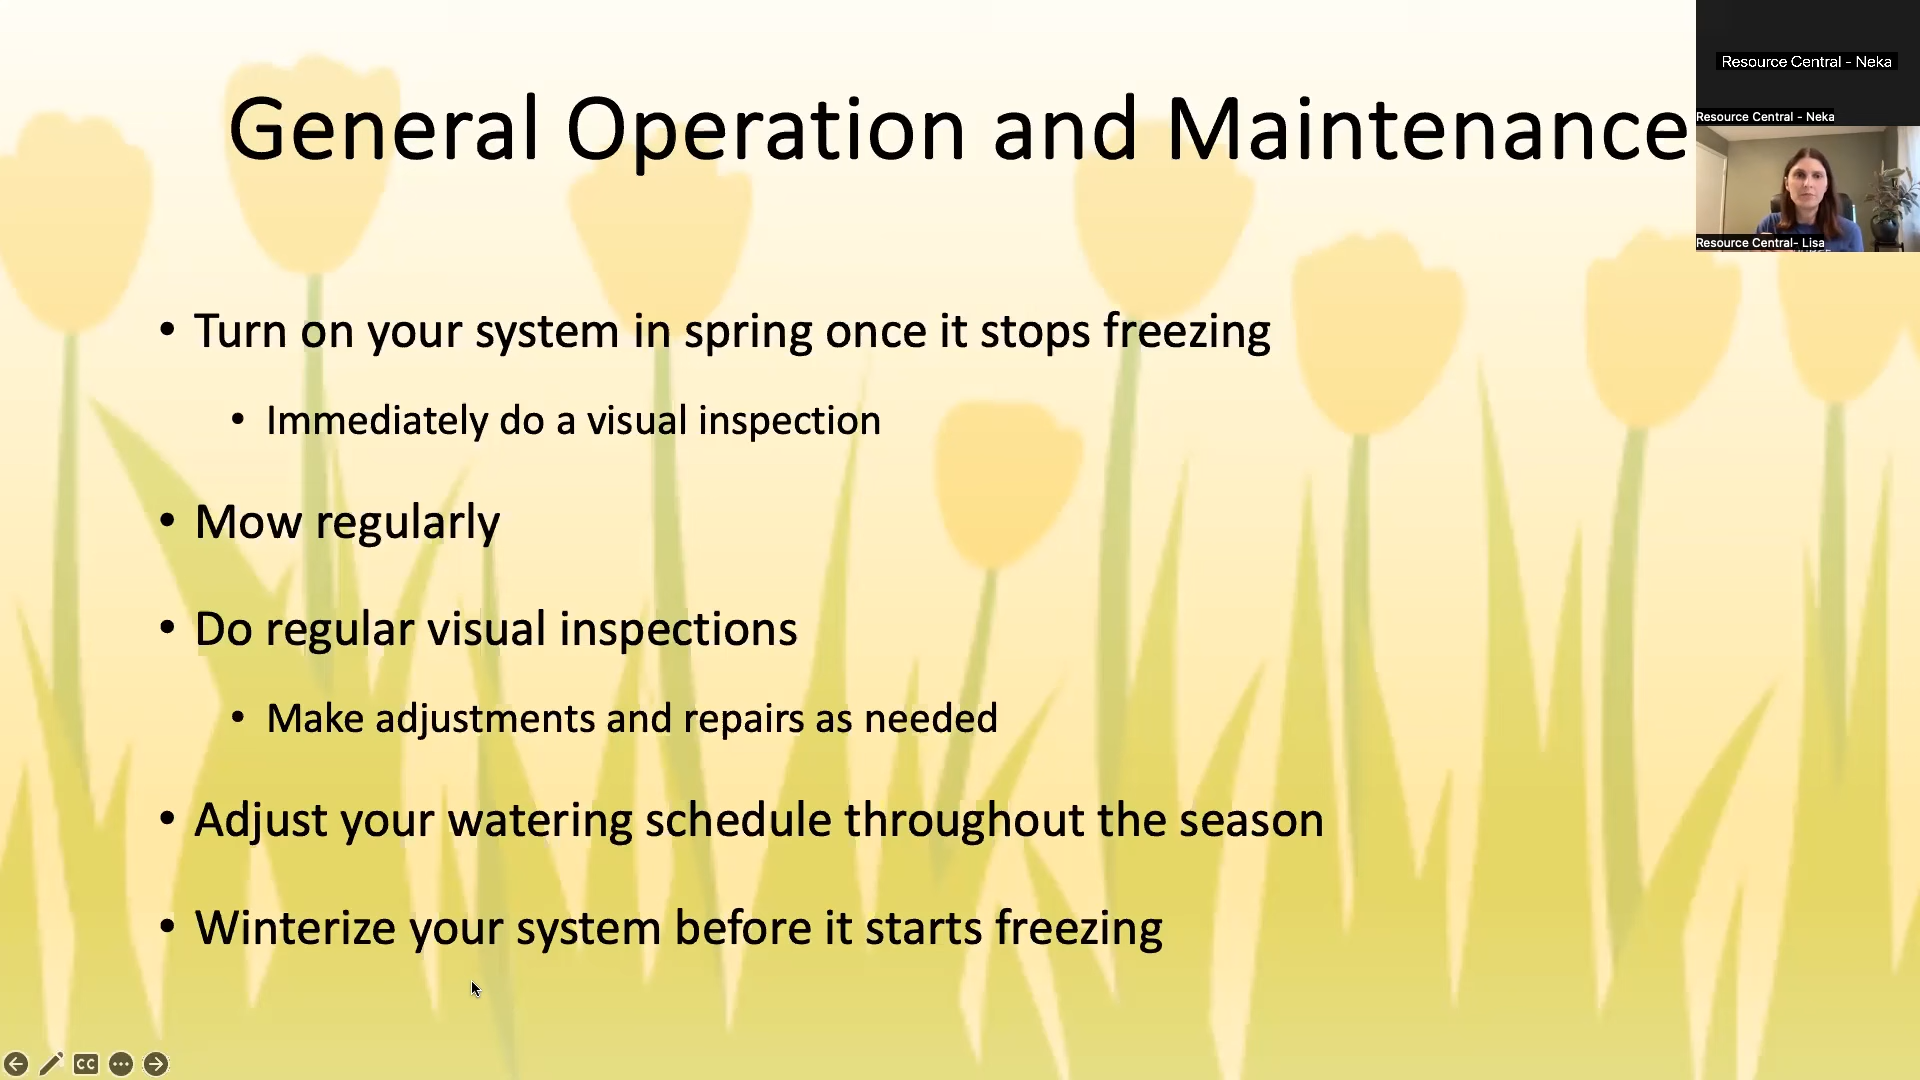 General Operation and Maintenance
Resource Central - Neka
Resource Central - Neka
Resource Central- Lisa
• Turn on your system in spring once it stops freezing
• Immediately do a visual inspection
• Mow regularly
• Do regular visual inspections
• Make adjustments and repairs as needed
• Adjust your watering schedule throughout the season
• Winterize your system before it starts freezing
CC